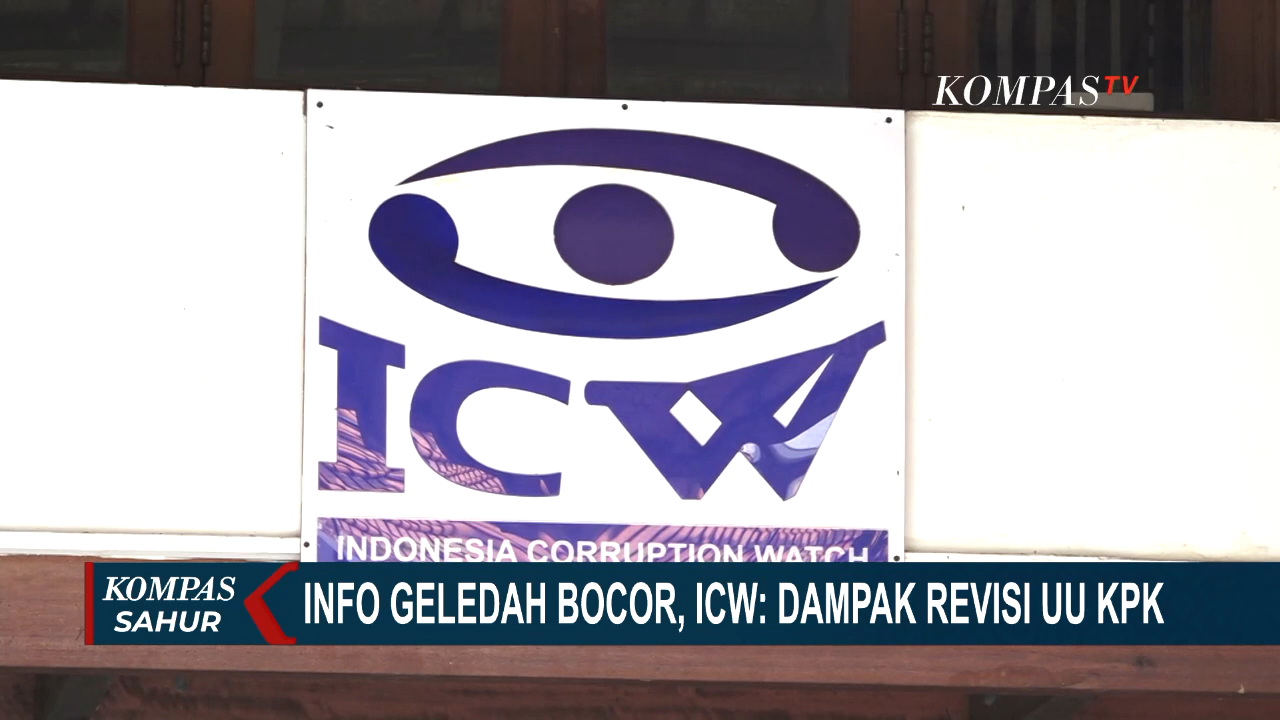 KOMPASTV
ICW
INDONESIA CORRUPTION WATCH
KOMPAS
SAHUR
INFO GELEDAH BOCOR, ICW: DAMPAK REVISI UU KPK